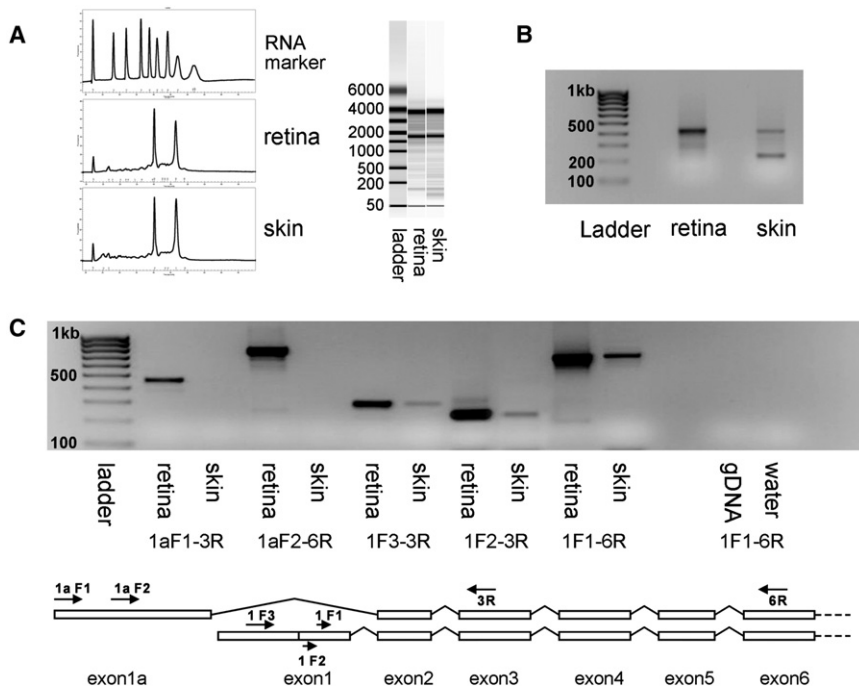 A
RNA
marker
retina
skin
6000
4000
2000
1000
500
200
50
ladder
retina
skin
B
1kb
500
200
100
Ladder retina skin
C
1kb
500
100
ladder
retina
skin
retina
skin
retina
skin
retina
skin
retina
skin
gDNA
water
1aF1-3R 1aF2-6R 1F3-3R 1F2-3R 1F1-6R 1F1-6R
1a F1 1a F2
3R 6R
1 F3 1 F1
1 F2
exon1a exon1 exon2 exon3 exon4 exon5 exon6